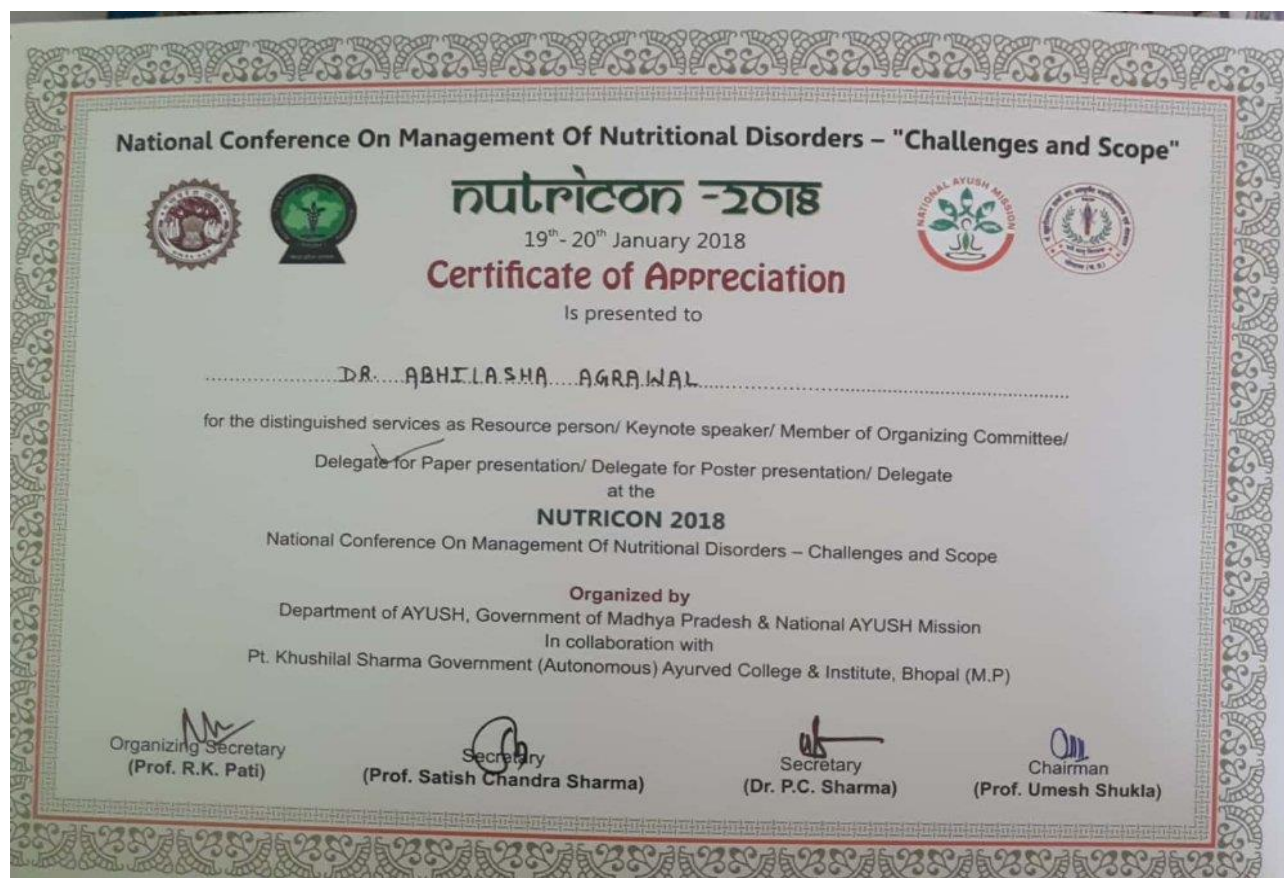 National Conference On Management Of Nutritional Disorders – "Challenges and Scope"
nutricon -2018
NATIONAL AYUSH MISSION
19th- 20th January 2018
Certificate of Appreciation
Is presented to
DR. ABHILASHA AGRAWAL
for the distinguished services as Resource person/ Keynote speaker/ Member of Organizing Committee/
Delegate for Paper presentation/ Delegate for Poster presentation/ Delegate
at the
NUTRICON 2018
National Conference On Management Of Nutritional Disorders – Challenges and Scope
Organized by
Department of AYUSH, Government of Madhya Pradesh & National AYUSH Mission
In collaboration with
Pt. Khushilal Sharma Government (Autonomous) Ayurved College & Institute, Bhopal (M.P)
Organizing Secretary
(Prof. R.K. Pati)
Secretary
(Prof. Satish Chandra Sharma)
Secretary
(Dr. P.C. Sharma)
Chairman
(Prof. Umesh Shukla)